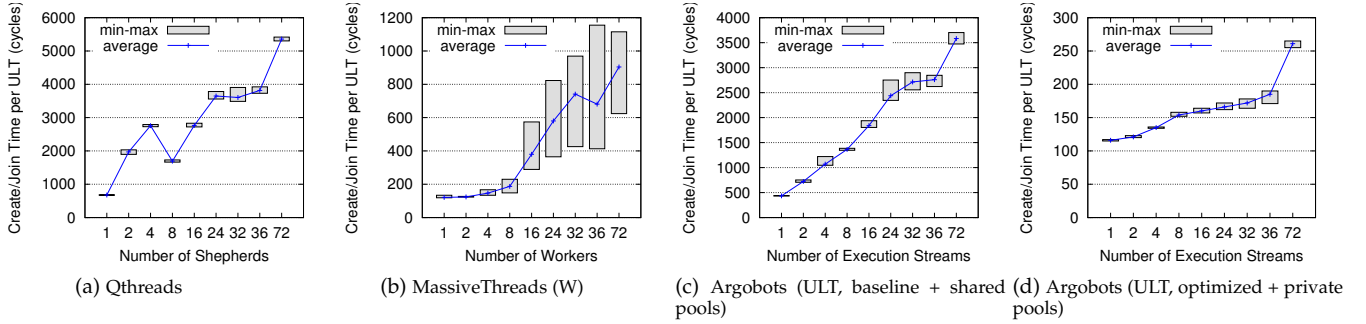 Create/Join Time per ULT (cycles)
6000
5000
4000
3000
2000
1000
0
min-max
average
1 2 4 8 16 24 32 36 72
Number of Shepherds
(a) Qthreads
Create/Join Time per ULT (cycles)
1200
1000
800
600
400
200
0
min-max
average
1 2 4 8 16 24 32 36 72
Number of Workers
(b) MassiveThreads (W)
Create/Join Time per ULT (cycles)
4000
3500
3000
2500
2000
1500
1000
500
0
min-max
average
1 2 4 8 16 24 32 36 72
Number of Execution Streams
(c) Argobots (ULT, baseline + shared
pools)
Create/Join Time per ULT (cycles)
300
250
200
150
100
50
0
min-max
average
1 2 4 8 16 24 32 36 72
Number of Execution Streams
(d) Argobots (ULT, optimized + private
pools)